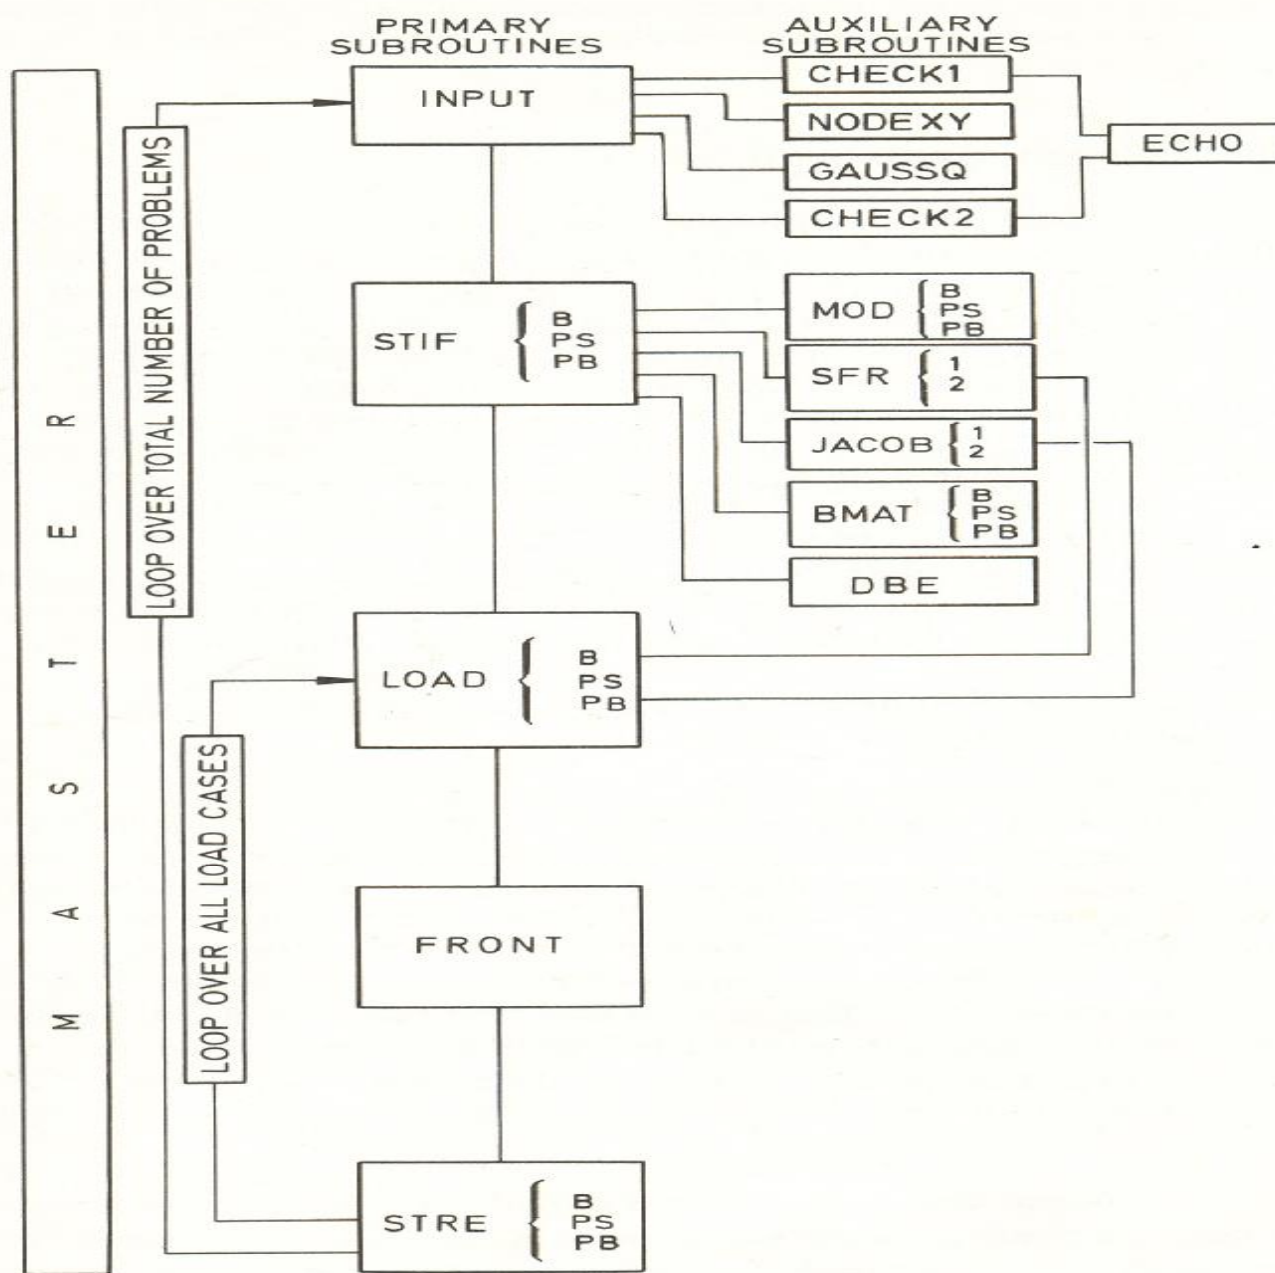 PRIMARY
SUBROUTINES
AUXILIARY
SUBROUTINES
MASTER
LOOP OVER TOTAL NUMBER OF PROBLEMS
LOOP OVER ALL LOAD CASES
INPUT
CHECK1
NODEXY
GAUSSQ
CHECK2
ECHO
STIF
B
PS
PB
MOD
B
PS
PB
SFR
1
2
JACOB
1
2
BMAT
B
PS
PB
DBE
LOAD
B
PS
PB
FRONT
STRE
B
PS
PB